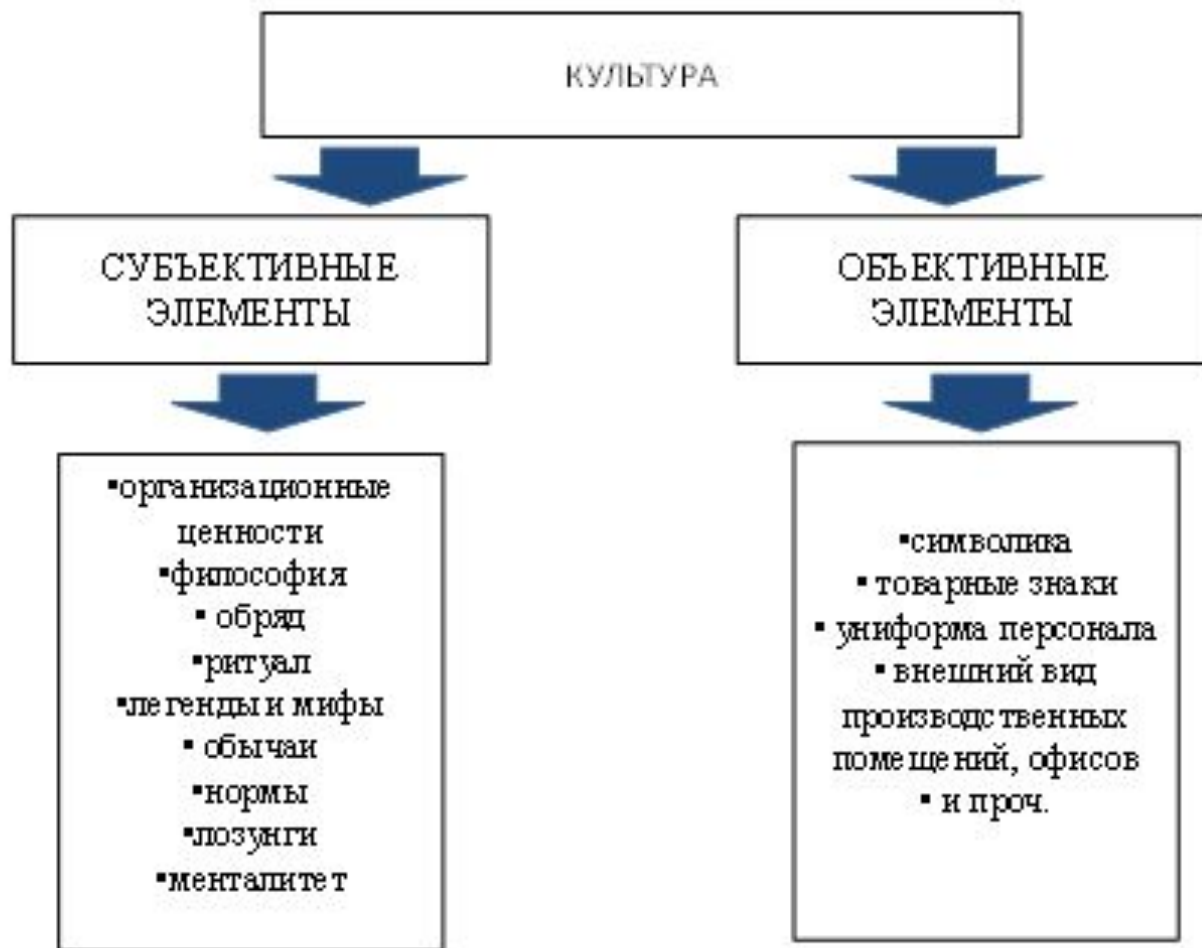 КУЛЬТУРА
СУБЪЕКТИВНЫЕ
ЭЛЕМЕНТЫ
ОБЪЕКТИВНЫЕ
ЭЛЕМЕНТЫ
▪организационные
ценности
▪философия
▪ обряд
▪ритуал
▪легенды и мифы
▪ обычаи
▪нормы
▪лозунги
▪менталитет
▪символика
▪ товарные знаки
▪ униформа персонала
▪ внешний вид
производственных
помещений, офисов
▪ и проч.